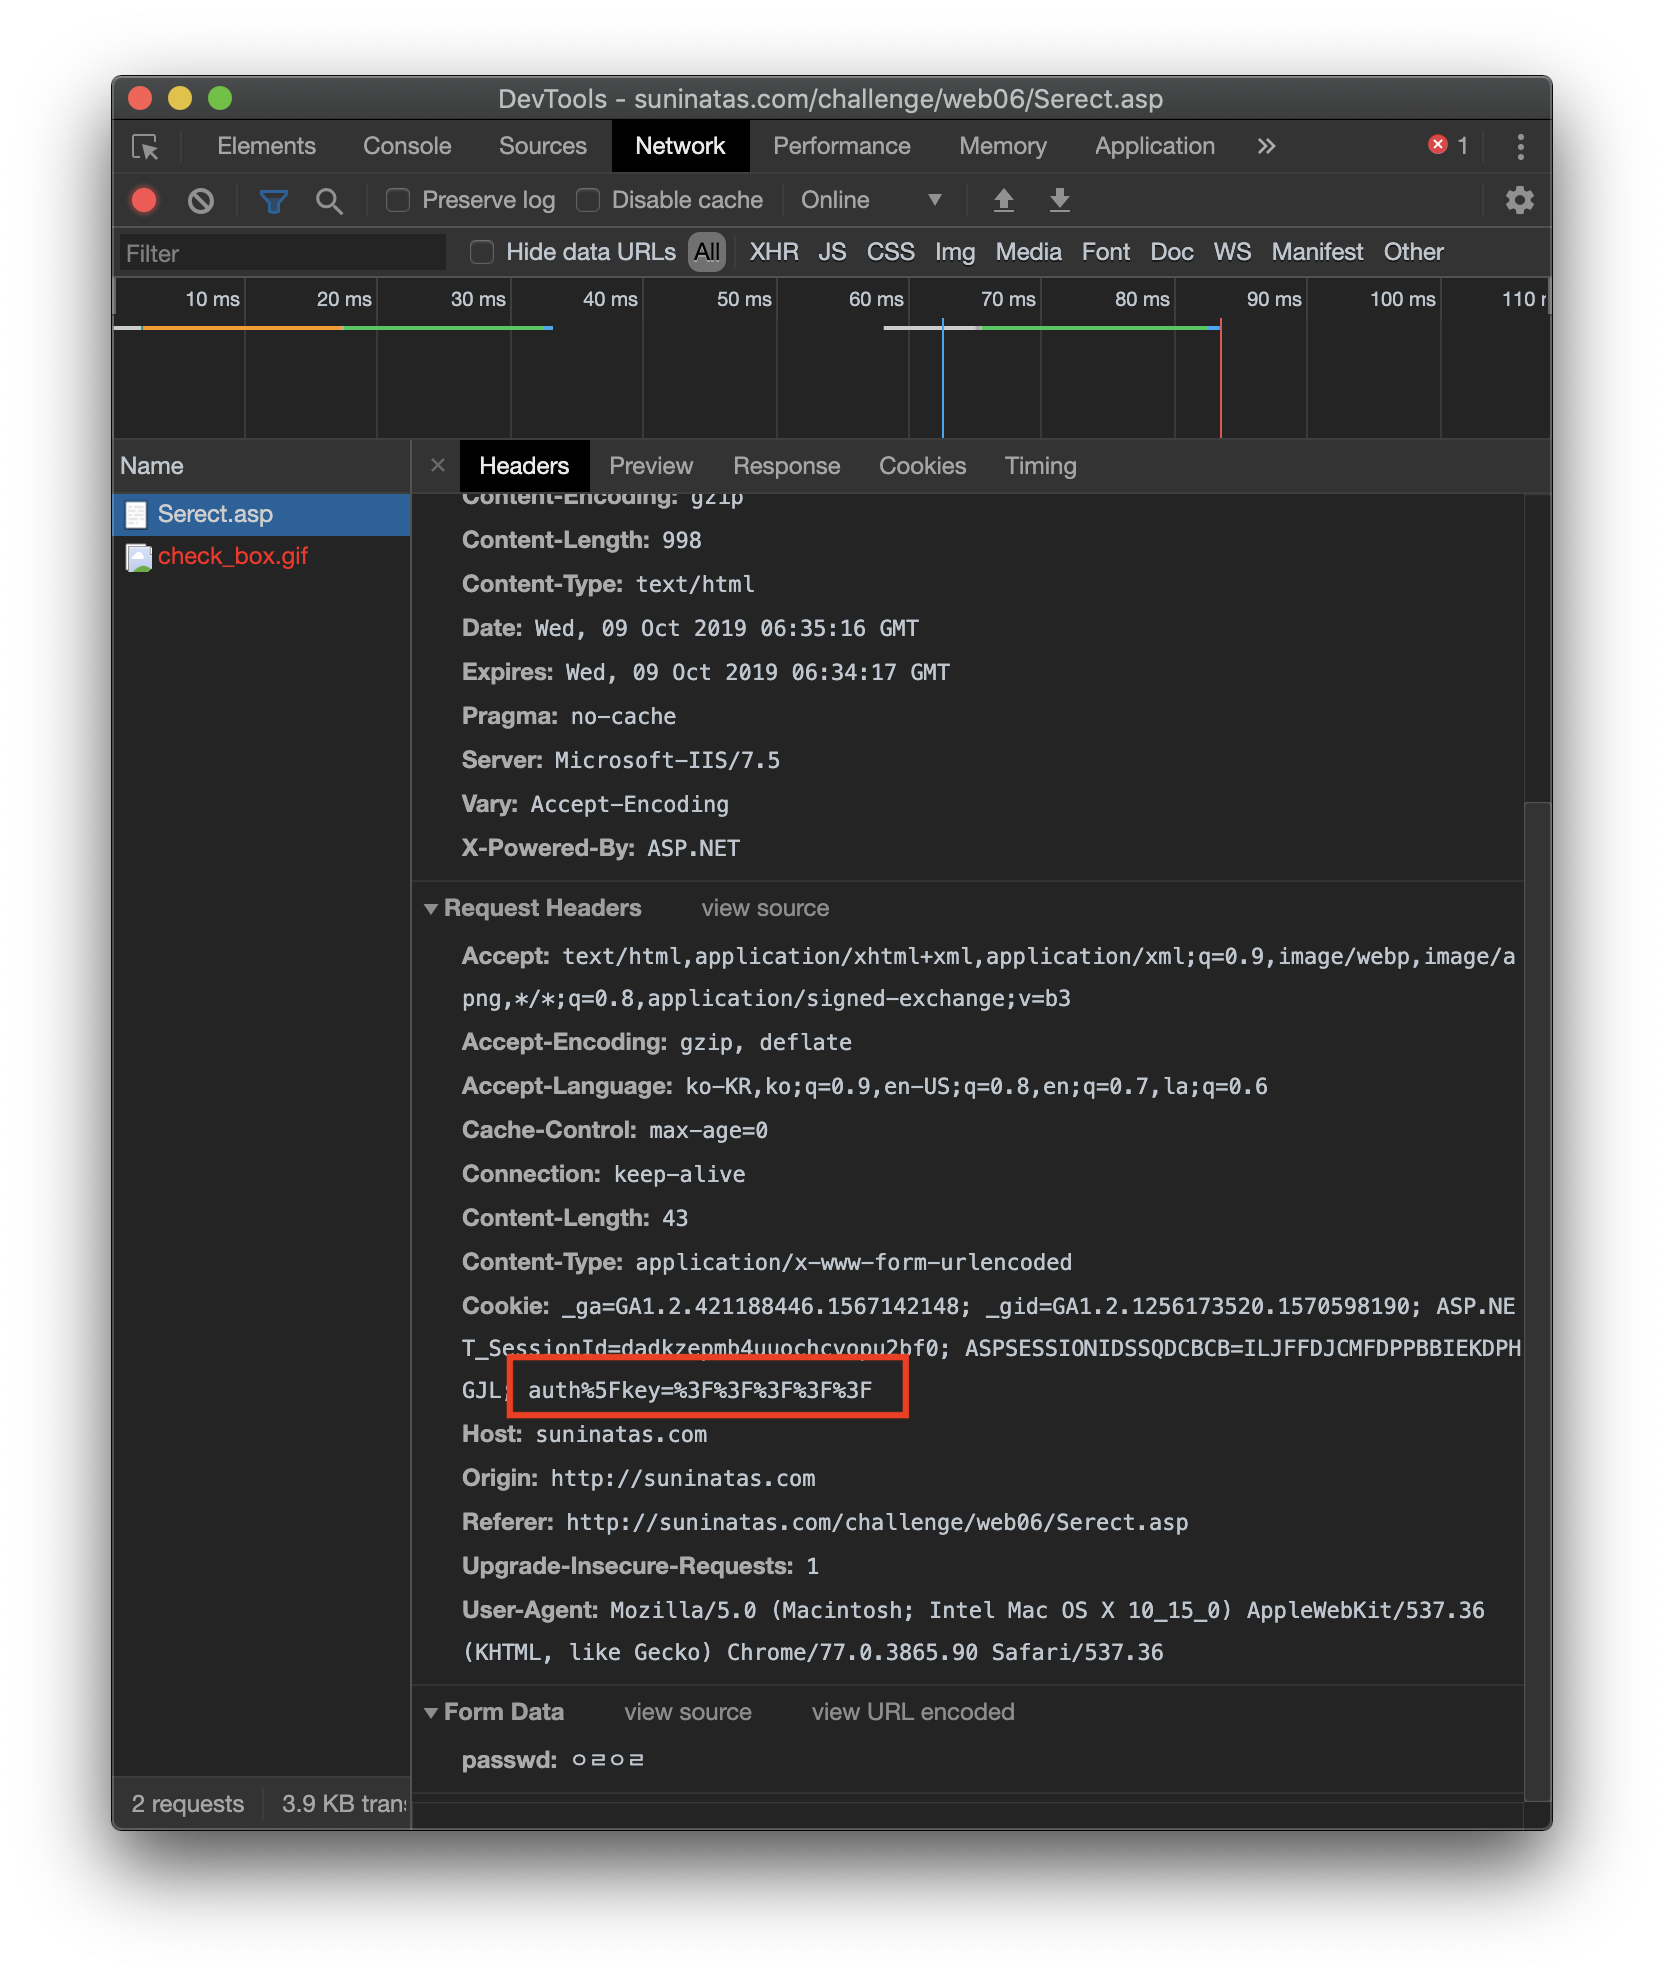 DevTools - suninatas.com/challenge/web06/Serect.asp
Elements Console Sources Network Performance Memory Application » 1
Preserve log Disable cache Online
Filter Hide data URLs All XHR JS CSS Img Media Font Doc WS Manifest Other
10 ms 20 ms 30 ms 40 ms 50 ms 60 ms 70 ms 80 ms 90 ms 100 ms 110
Name × Headers Preview Response Cookies Timing
Serect.asp
check_box.gif
Content-Encoding: gzip
Content-Length: 998
Content-Type: text/html
Date: Wed, 09 Oct 2019 06:35:16 GMT
Expires: Wed, 09 Oct 2019 06:34:17 GMT
Pragma: no-cache
Server: Microsoft-IIS/7.5
Vary: Accept-Encoding
X-Powered-By: ASP.NET
Request Headers view source
Accept: text/html,application/xhtml+xml,application/xml;q=0.9,image/webp,image/a
png,*/*;q=0.8,application/signed-exchange;v=b3
Accept-Encoding: gzip, deflate
Accept-Language: ko-KR,ko;q=0.9,en-US;q=0.8,en;q=0.7,la;q=0.6
Cache-Control: max-age=0
Connection: keep-alive
Content-Length: 43
Content-Type: application/x-www-form-urlencoded
Cookie: _ga=GA1.2.421188446.1567142148; _gid=GA1.2.1256173520.1570598190; ASP.NE
T_SessionId=dadkzepmb4uuochcvopu2bf0; ASPSESSIONIDSSQDCBCB=ILJFFDJCMFDPPBBIEKDPH
GJL; auth%5Fkey=%3F%3F%3F%3F%3F
Host: suninatas.com
Origin: http://suninatas.com
Referer: http://suninatas.com/challenge/web06/Serect.asp
Upgrade-Insecure-Requests: 1
User-Agent: Mozilla/5.0 (Macintosh; Intel Mac OS X 10_15_0) AppleWebKit/537.36
(KHTML, like Gecko) Chrome/77.0.3865.90 Safari/537.36
Form Data view source view URL encoded
passwd: ㅇㄹㅇㄹ
2 requests 3.9 KB trans